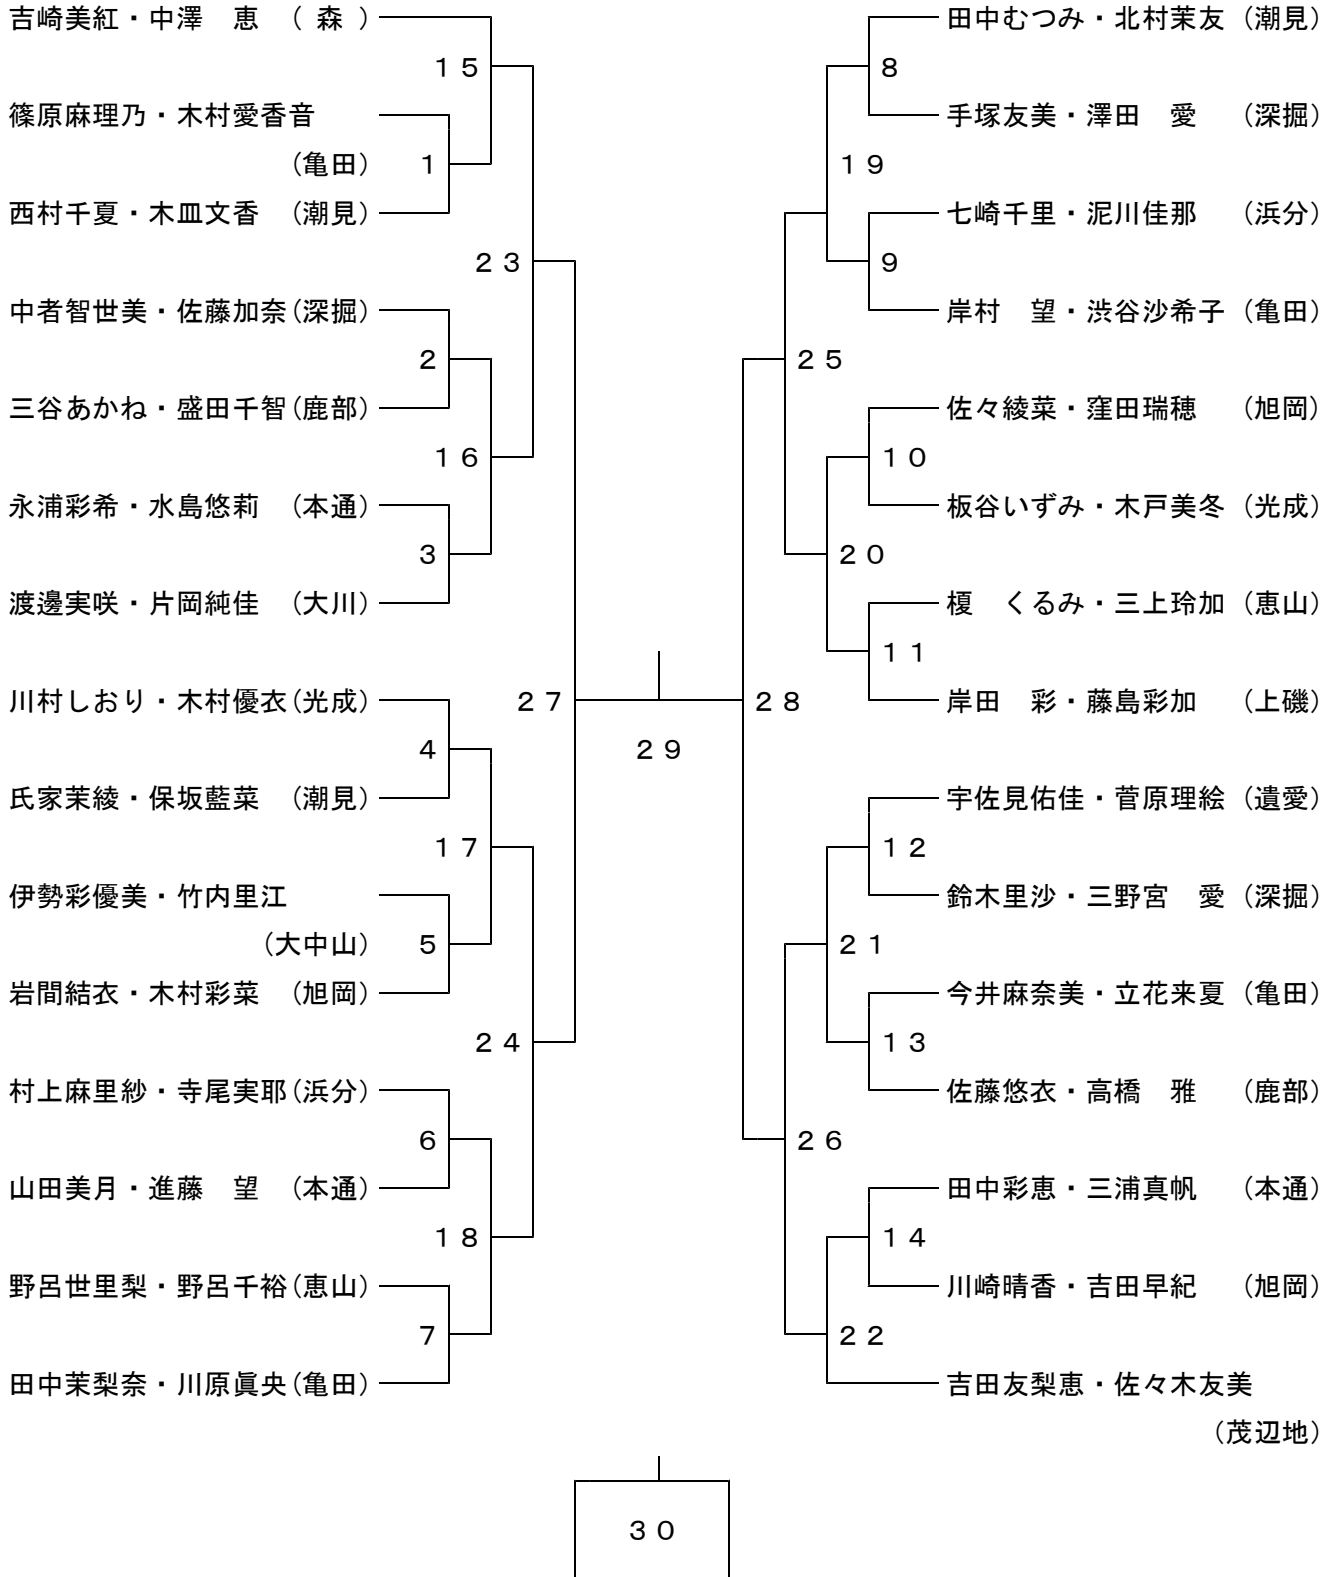 吉崎美紅・中澤　恵　（ 森 ）
15
篠原麻理乃・木村愛香音
（亀田）
1
西村千夏・木皿文香　（潮見）
23
中者智世美・佐藤加奈（深掘）
2
三谷あかね・盛田千智（鹿部）
16
永浦彩希・水島悠莉　（本通）
3
渡邊実咲・片岡純佳　（大川）
27
川村しおり・木村優衣（光成）
4
氏家茉綾・保坂藍菜　（潮見）
17
伊勢彩優美・竹内里江
（大中山）
5
岩間結衣・木村彩菜　（旭岡）
24
村上麻里紗・寺尾実耶（浜分）
6
山田美月・進藤　望　（本通）
18
野呂世里梨・野呂千裕（恵山）
7
田中茉梨奈・川原眞央（亀田）
29
田中むつみ・北村茉友（潮見）
8
手塚友美・澤田　愛　（深掘）
19
七崎千里・泥川佳那　（浜分）
9
岸村　望・渋谷沙希子（亀田）
25
佐々綾菜・窪田瑞穂　（旭岡）
10
板谷いずみ・木戸美冬（光成）
20
榎　くるみ・三上玲加（恵山）
11
岸田　彩・藤島彩加　（上磯）
28
宇佐見佑佳・菅原理絵（遺愛）
12
鈴木里沙・三野宮　愛（深掘）
21
今井麻奈美・立花来夏（亀田）
13
佐藤悠衣・高橋　雅　（鹿部）
26
田中彩恵・三浦真帆　（本通）
14
川崎晴香・吉田早紀　（旭岡）
22
吉田友梨恵・佐々木友美
（茂辺地）
30